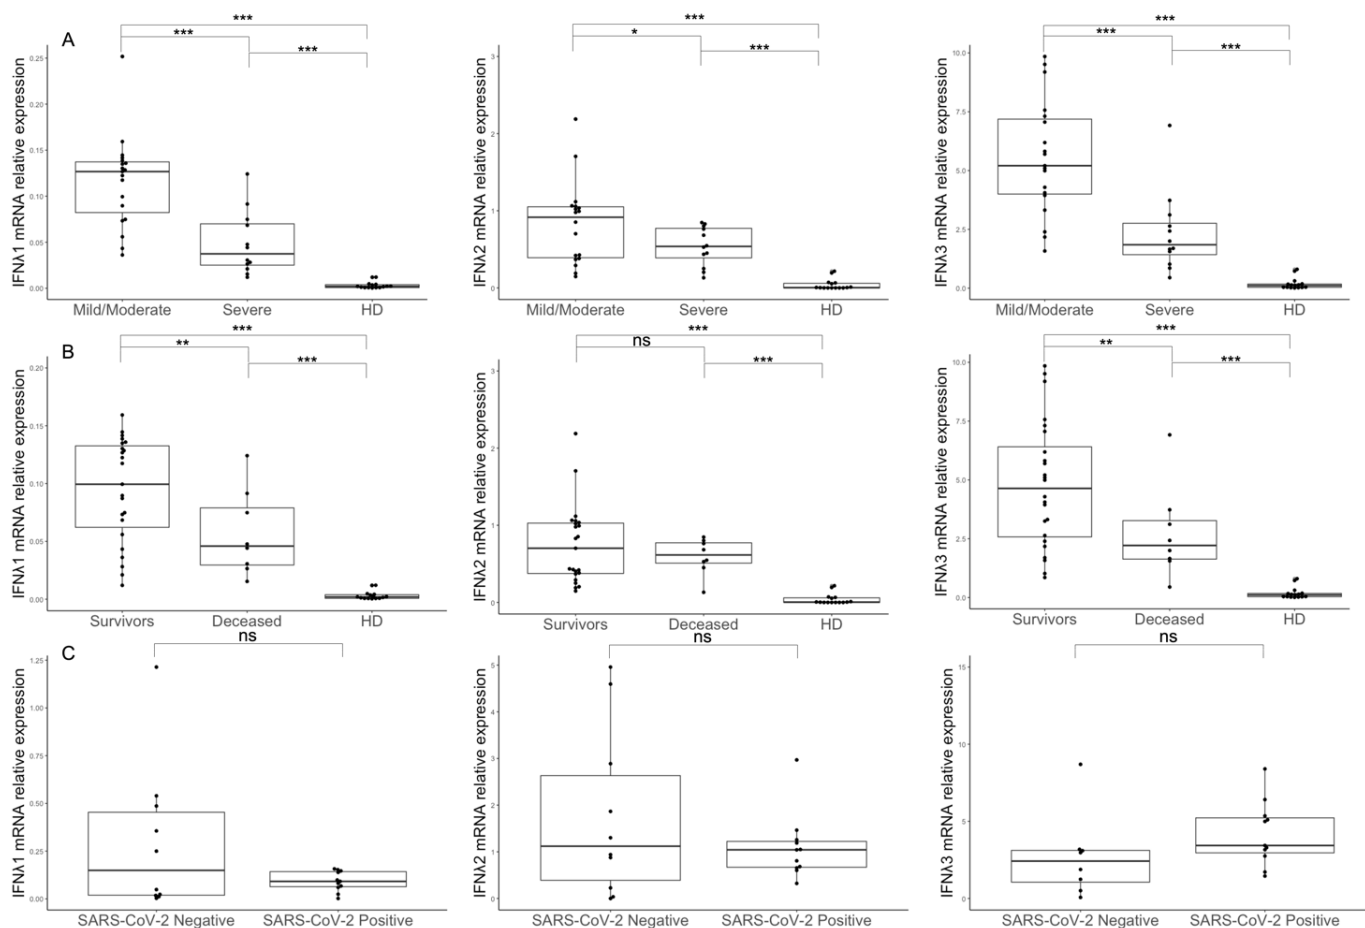 A
***
***
***
IFNλ1 mRNA relative expression
0.25
0.20
0.15
0.10
0.05
0.00
Mild/Moderate Severe HD
***
*
***
IFNλ2 mRNA relative expression
3
2
1
0
Mild/Moderate Severe HD
***
***
***
IFNλ3 mRNA relative expression
10.0
7.5
5.0
2.5
0.0
Mild/Moderate Severe HD
B
***
**
***
IFNλ1 mRNA relative expression
0.20
0.15
0.10
0.05
0.00
Survivors Deceased HD
***
ns
***
IFNλ2 mRNA relative expression
3
2
1
0
Survivors Deceased HD
***
**
***
IFNλ3 mRNA relative expression
10.0
7.5
5.0
2.5
0.0
Survivors Deceased HD
C
ns
IFNλ1 mRNA relative expression
1.25
1.00
0.75
0.50
0.25
0.00
SARS-CoV-2 Negative SARS-CoV-2 Positive
ns
IFNλ2 mRNA relative expression
5
4
3
2
1
0
SARS-CoV-2 Negative SARS-CoV-2 Positive
ns
IFNλ3 mRNA relative expression
15
10
5
0
SARS-CoV-2 Negative SARS-CoV-2 Positive